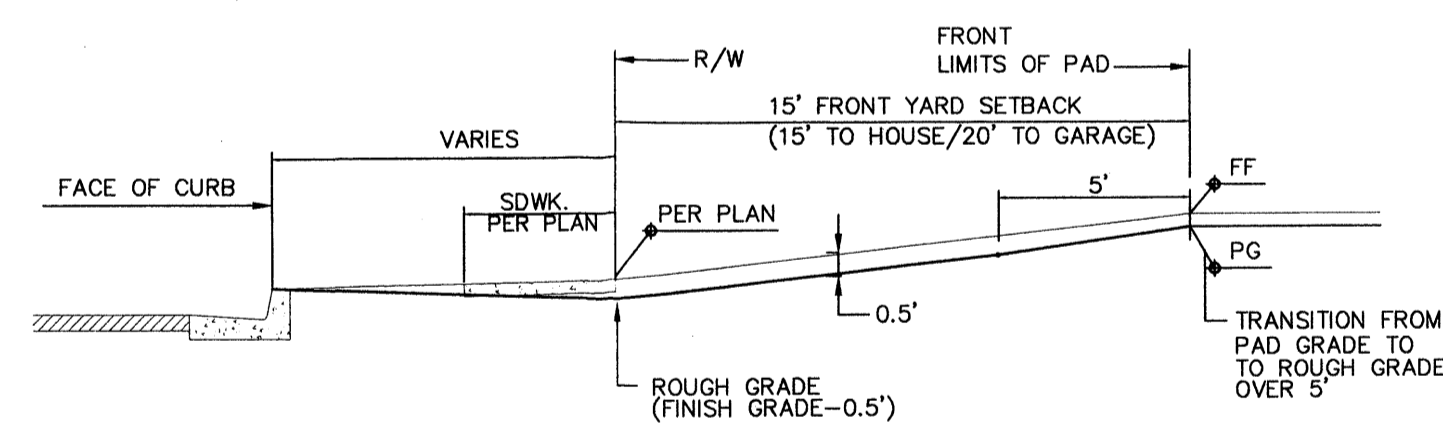 FRONT
LIMITS OF PAD
R/W
15' FRONT YARD SETBACK
(15' TO HOUSE/20' TO GARAGE)
VARIES
FACE OF CURB
SDWK.
PER PLAN
PER PLAN
5'
FF
PG
0.5'
TRANSITION FROM
PAD GRADE TO
TO ROUGH GRADE
OVER 5'
ROUGH GRADE
(FINISH GRADE-0.5')